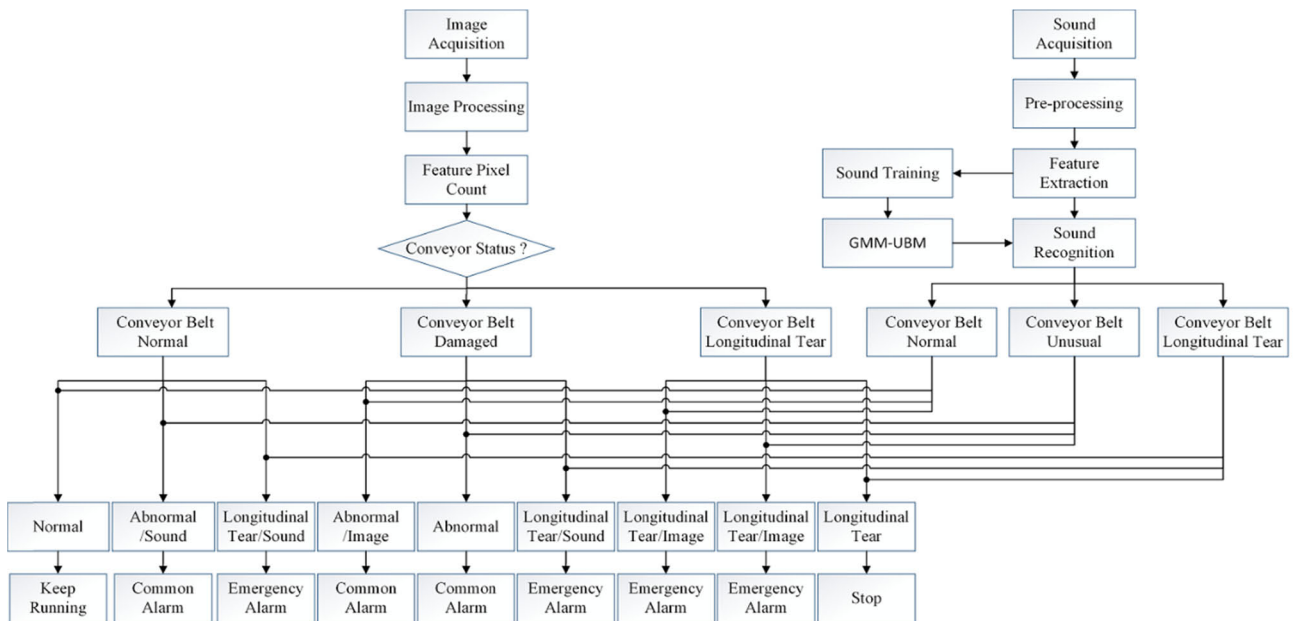 Image
Acquisition
Sound
Acquisition
Image Processing
Pre-processing
Feature Pixel
Count
Sound Training
Feature
Extraction
Conveyor Status ?
GMM-UBM
Sound
Recognition
Conveyor Belt
Normal
Conveyor Belt
Damaged
Conveyor Belt
Longitudinal Tear
Conveyor Belt
Normal
Conveyor Belt
Unusual
Conveyor Belt
Longitudinal Tear
Normal
Abnormal
/Sound
Longitudinal
Tear/Sound
Abnormal
/Image
Abnormal
Longitudinal
Tear/Sound
Longitudinal
Tear/Image
Longitudinal
Tear/Image
Longitudinal
Tear
Keep
Running
Common
Alarm
Emergency
Alarm
Common
Alarm
Common
Alarm
Emergency
Alarm
Emergency
Alarm
Emergency
Alarm
Stop